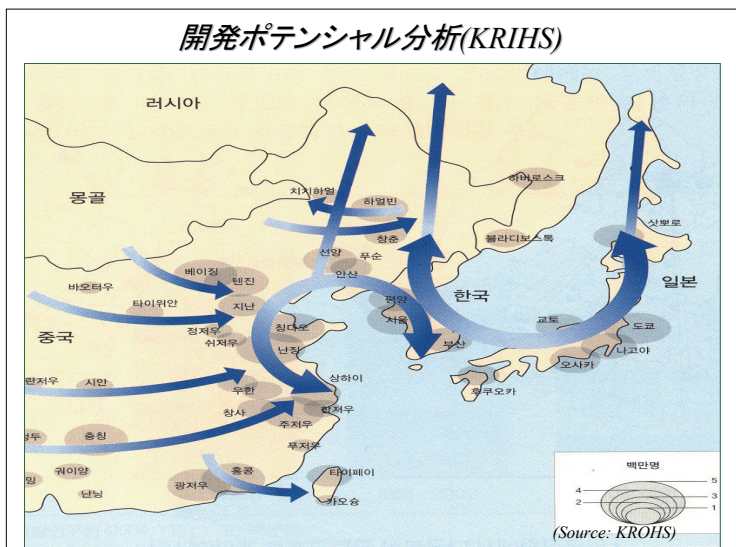 開発ポテンシャル分析(KRIHS)
러시아
몽골
하바로스크
치치하얼
하얼빈
삿뽀로
창춘
블라디보스톡
선양
푸순
베이징
텐진
안산
일본
바오터우
한국
평양
타이위안
지난
서울
칭다오
교토
도쿄
중국
정저우
쉬저우
난징
부산
나고야
오사카
란저우
시안
상하이
후쿠오카
우한
항저우
창사
주저우
충칭
푸저우
백만명
궤이양
홍콩
타이페이
5
4
3
2
1
광저우
난닝
카오슝
(Source: KROHS)